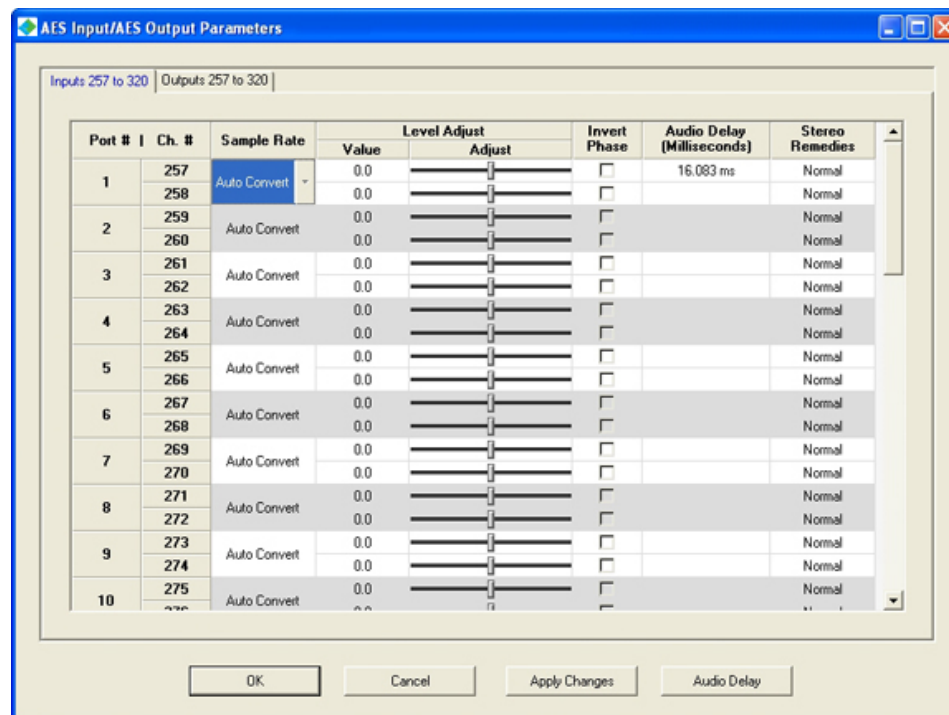 AES Input/AES Output Parameters
Inputs 257 to 320 Outputs 257 to 320
Port # Ch. # Sample Rate Level Adjust Value Adjust Invert Phase Audio Delay (Milliseconds) Stereo Remedies
1 257 Auto Convert 0.0 16.083 ms Normal
258 0.0 Normal
2 259 Auto Convert 0.0 Normal
260 0.0 Normal
3 261 Auto Convert 0.0 Normal
262 0.0 Normal
4 263 Auto Convert 0.0 Normal
264 0.0 Normal
5 265 Auto Convert 0.0 Normal
266 0.0 Normal
6 267 Auto Convert 0.0 Normal
268 0.0 Normal
7 269 Auto Convert 0.0 Normal
270 0.0 Normal
8 271 Auto Convert 0.0 Normal
272 0.0 Normal
9 273 Auto Convert 0.0 Normal
274 0.0 Normal
10 275 Auto Convert 0.0 Normal
OK Cancel Apply Changes Audio Delay